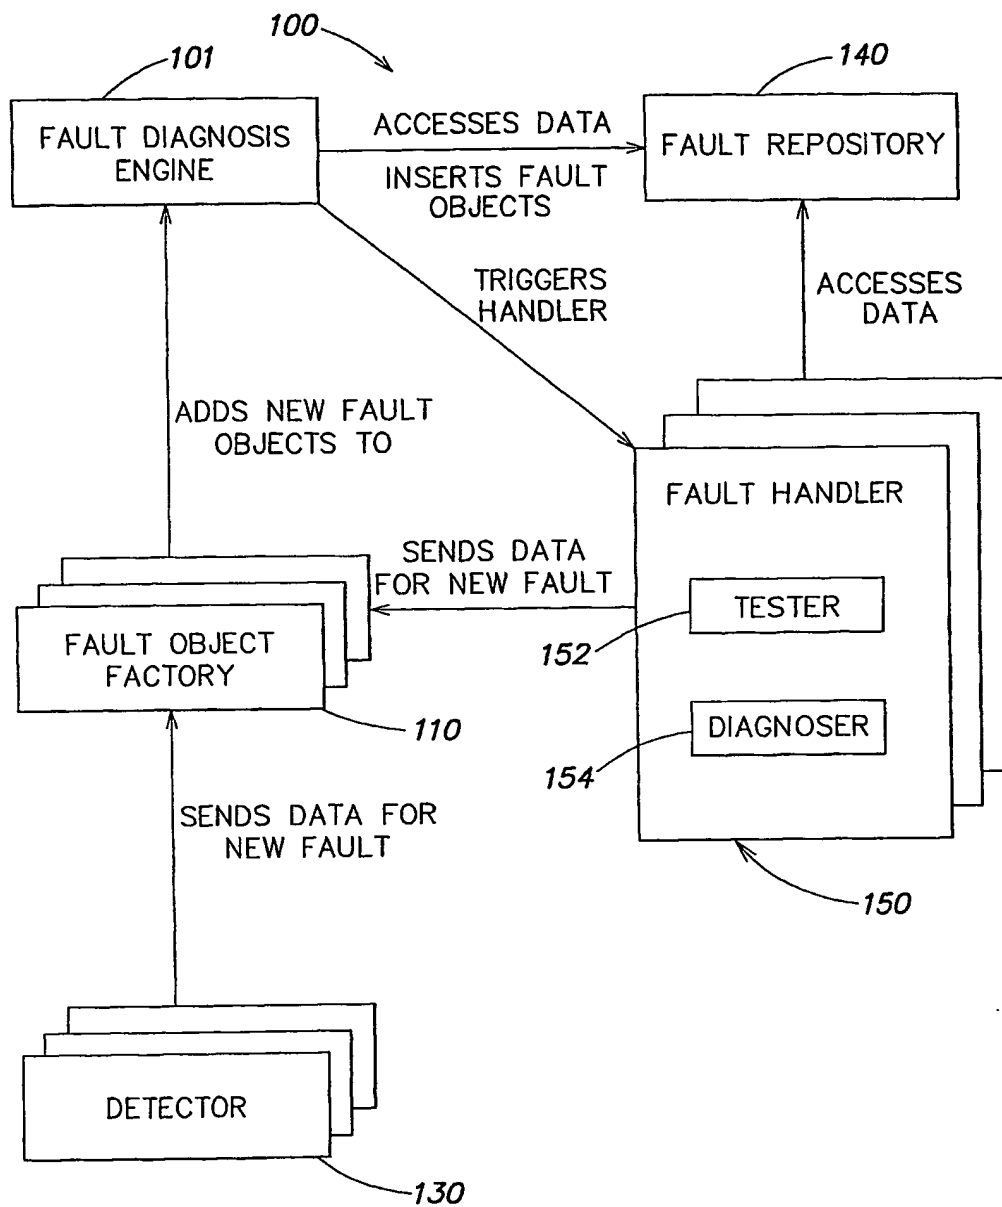 100
101
140
FAULT DIAGNOSIS
ENGINE
ACCESSES DATA
INSERTS FAULT
OBJECTS
FAULT REPOSITORY
TRIGGERS
HANDLER
ACCESSES
DATA
ADDS NEW FAULT
OBJECTS TO
FAULT HANDLER
SENDS DATA
FOR NEW FAULT
TESTER
152
FAULT OBJECT
FACTORY
110
DIAGNOSER
154
SENDS DATA FOR
NEW FAULT
150
DETECTOR
130